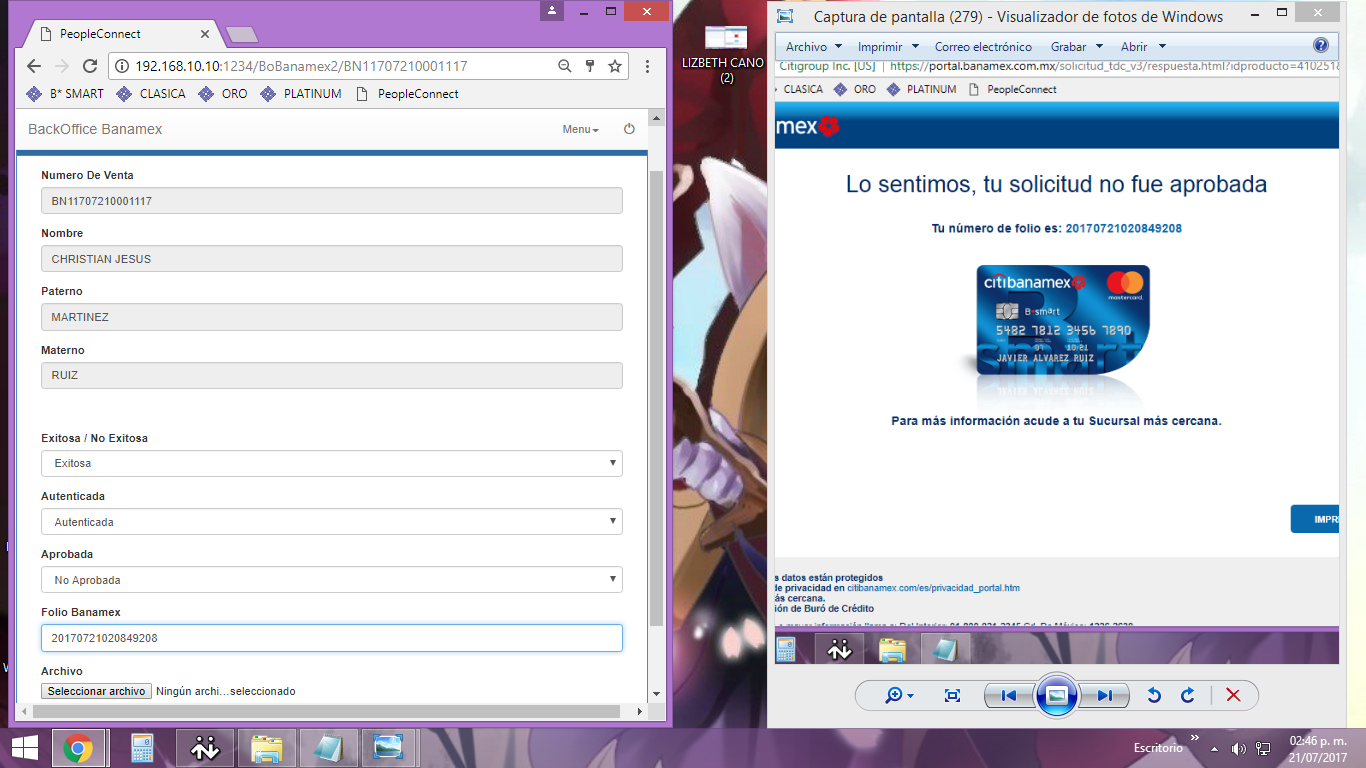 PeopleConnect
192.168.10.10:1234/BoBanamex2/BN11707210001117
B* SMART
CLASICA
ORO
PLATINUM
PeopleConnect
BackOffice Banamex
Menu
Numero De Venta
BN11707210001117
Nombre
CHRISTIAN JESUS
Paterno
MARTINEZ
Materno
RUIZ
Exitosa / No Exitosa
Exitosa
Autenticada
Autenticada
Aprobada
No Aprobada
Folio Banamex
20170721020849208
Archivo
Seleccionar archivo Ningún archi...seleccionado
LIZBETH CANO
(2)
Captura de pantalla (279) - Visualizador de fotos de Windows
Archivo
Imprimir
Correo electrónico
Grabar
Abrir
Citigroup Inc. [US] | https://portal.banamex.com.mx/solicitud_tdc_v3/respuesta.html?idproducto=4102518
CLASICA
ORO
PLATINUM
PeopleConnect
mex
Lo sentimos, tu solicitud no fue aprobada
Tu número de folio es: 20170721020849208
citibanamex
mastercard.
B•smart
5482 7812 3456 7890
07 10/21
JAVIER ALVAREZ RUIZ
Para más información acude a tu Sucursal más cercana.
IMPRI
s datos están protegidos
de privacidad en citibanamex.com/es/privacidad_portal.htm
ás cercana.
ión de Buró de Crédito
Escritorio
02:46 p. m.
21/07/2017